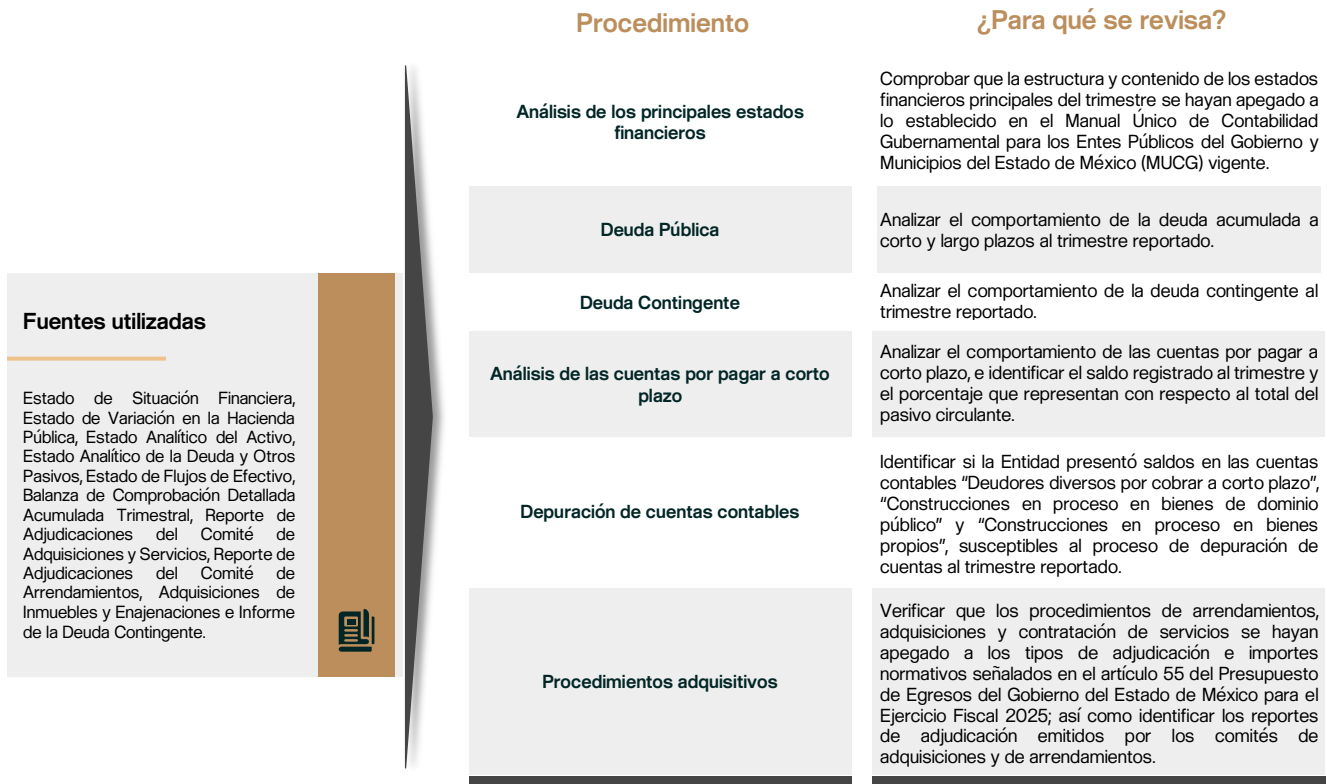 Procedimiento
¿Para qué se revisa?
Fuentes utilizadas
Estado de Situación Financiera,
Estado de Variación en la Hacienda
Pública, Estado Analítico del Activo,
Estado Analítico de la Deuda y Otros
Pasivos, Estado de Flujos de Efectivo,
Balanza de Comprobación Detallada
Acumulada Trimestral, Reporte de
Adjudicaciones del Comité de
Adquisiciones y Servicios, Reporte de
Adjudicaciones del Comité de
Arrendamientos, Adquisiciones de
Inmuebles y Enajenaciones e Informe
de la Deuda Contingente.
Análisis de los principales estados
financieros
Comprobar que la estructura y contenido de los estados
financieros principales del trimestre se hayan apegado a
lo establecido en el Manual Único de Contabilidad
Gubernamental para los Entes Públicos del Gobierno y
Municipios del Estado de México (MUCG) vigente.
Deuda Pública
Analizar el comportamiento de la deuda acumulada a
corto y largo plazos al trimestre reportado.
Deuda Contingente
Analizar el comportamiento de la deuda contingente al
trimestre reportado.
Análisis de las cuentas por pagar a corto
plazo
Analizar el comportamiento de las cuentas por pagar a
corto plazo, e identificar el saldo registrado al trimestre y
el porcentaje que representan con respecto al total del
pasivo circulante.
Depuración de cuentas contables
Identificar si la Entidad presentó saldos en las cuentas
contables “Deudores diversos por cobrar a corto plazo”,
“Construcciones en proceso en bienes de dominio
público” y “Construcciones en proceso en bienes
propios”, susceptibles al proceso de depuración de
cuentas al trimestre reportado.
Procedimientos adquisitivos
Verificar que los procedimientos de arrendamientos,
adquisiciones y contratación de servicios se hayan
apegado a los tipos de adjudicación e importes
normativos señalados en el artículo 55 del Presupuesto
de Egresos del Gobierno del Estado de México para el
Ejercicio Fiscal 2025; así como identificar los reportes
de adjudicación emitidos por los comités de
adquisiciones y de arrendamientos.